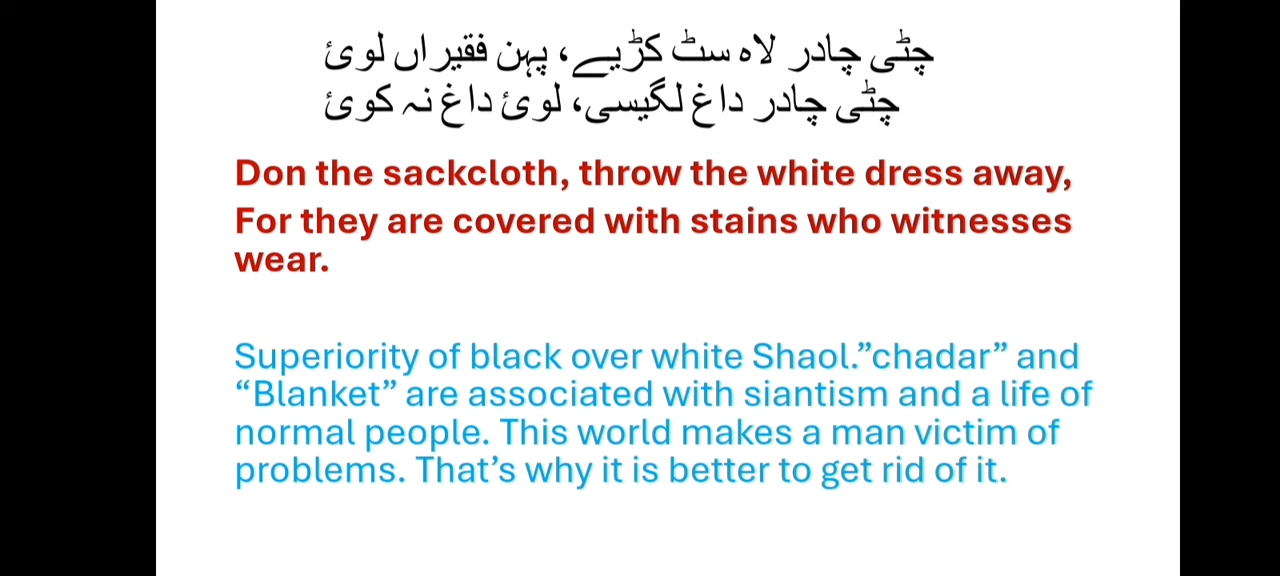 چٹی چادر لاہ سٹ کڑیے، پہن فقیراں لوئ
چٹی چادر داغ لگیسی، لوئ داغ نہ کوئ
Don the sackcloth, throw the white dress away,
For they are covered with stains who witnesses
wear.
Superiority of black over white Shaol.”chadar” and
“Blanket” are associated with siantism and a life of
normal people. This world makes a man victim of
problems. That’s why it is better to get rid of it.